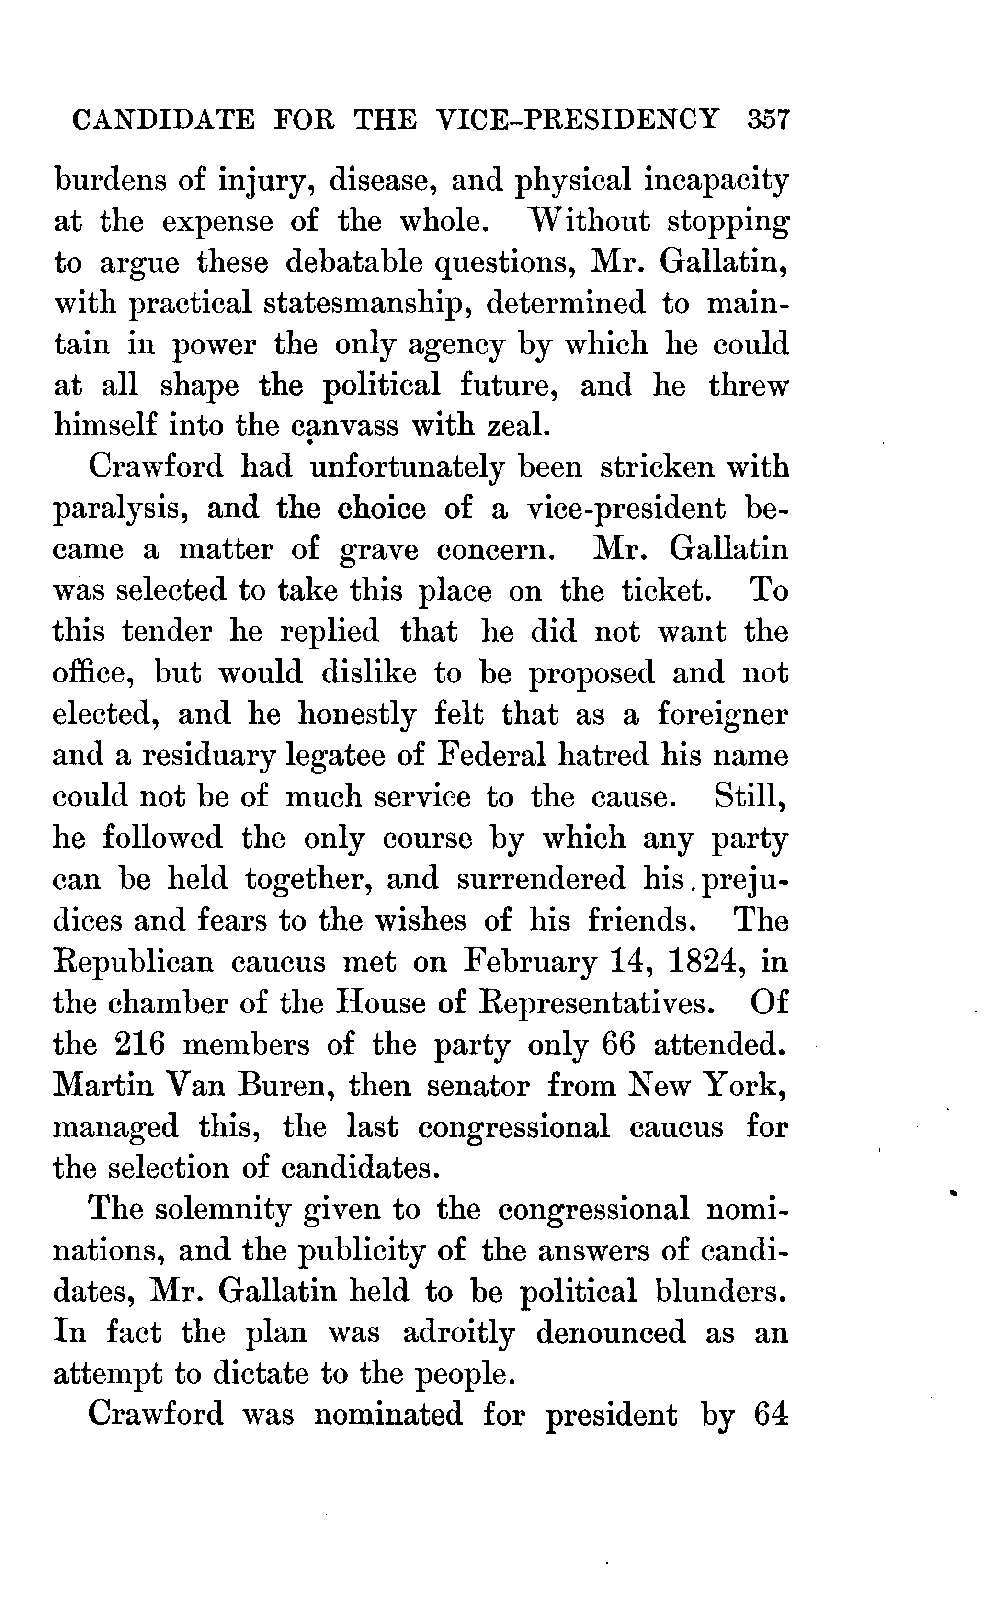 CANDIDATE FOR THE VICE-PRESIDENCY 357
burdens of injury, disease, and physical incapacity
at the expense of the whole. Without stopping
to argue these debatable questions, Mr. Gallatin,
with practical statesmanship, determined to main-
tain in power the only agency by which he could
at all shape the political future, and he threw
himself into the canvass with zeal.
Crawford had unfortunately been stricken with
paralysis, and the choice of a vice-president be-
came a matter of grave concern. Mr. Gallatin
was selected to take this place on the ticket. To
this tender he replied that he did not want the
office, but would dislike to be proposed and not
elected, and he honestly felt that as a foreigner
and a residuary legatee of Federal hatred his name
could not be of much service to the cause. Still,
he followed the only course by which any party
can be held together, and surrendered his preju-
dices and fears to the wishes of his friends. The
Republican caucus met on February 14, 1824, in
the chamber of the House of Representatives. Of
the 216 members of the party only 66 attended.
Martin Van Buren, then senator from New York,
managed this, the last congressional caucus for
the selection of candidates.
The solemnity given to the congressional nomi-
nations, and the publicity of the answers of candi-
dates, Mr. Gallatin held to be political blunders.
In fact the plan was adroitly denounced as an
attempt to dictate to the people.
Crawford was nominated for president by 64